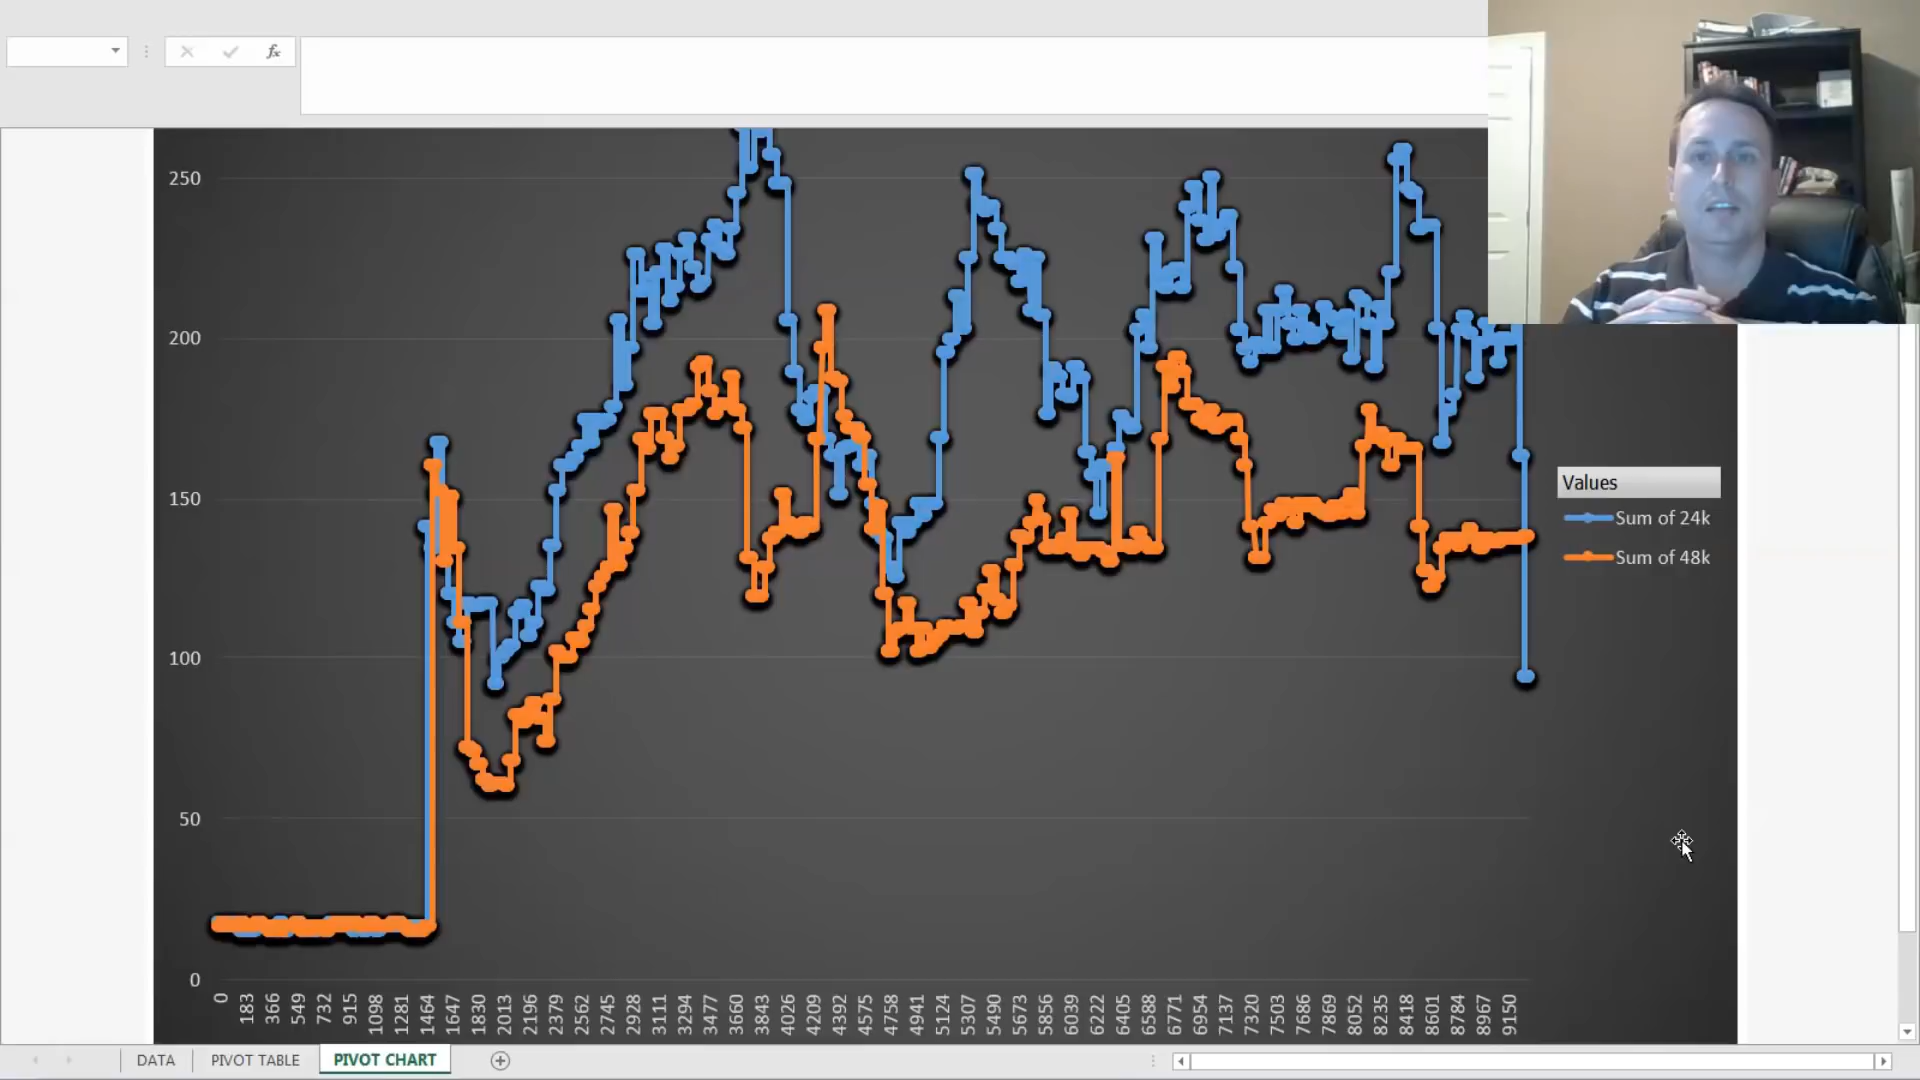 fx
250
200
150
100
50
0
Values
Sum of 24k
Sum of 48k
0 183 366 549 732 915 1098 1281 1464 1647 1830 2013 2196 2379 2562 2745 2928 3111 3294 3477 3660 3843 4026 4209 4392 4575 4758 4941 5124 5307 5490 5673 5856 6039 6222 6405 6588 6771 6954 7137 7320 7503 7686 7869 8052 8235 8418 8601 8784 8967 9150
DATA PIVOT TABLE PIVOT CHART